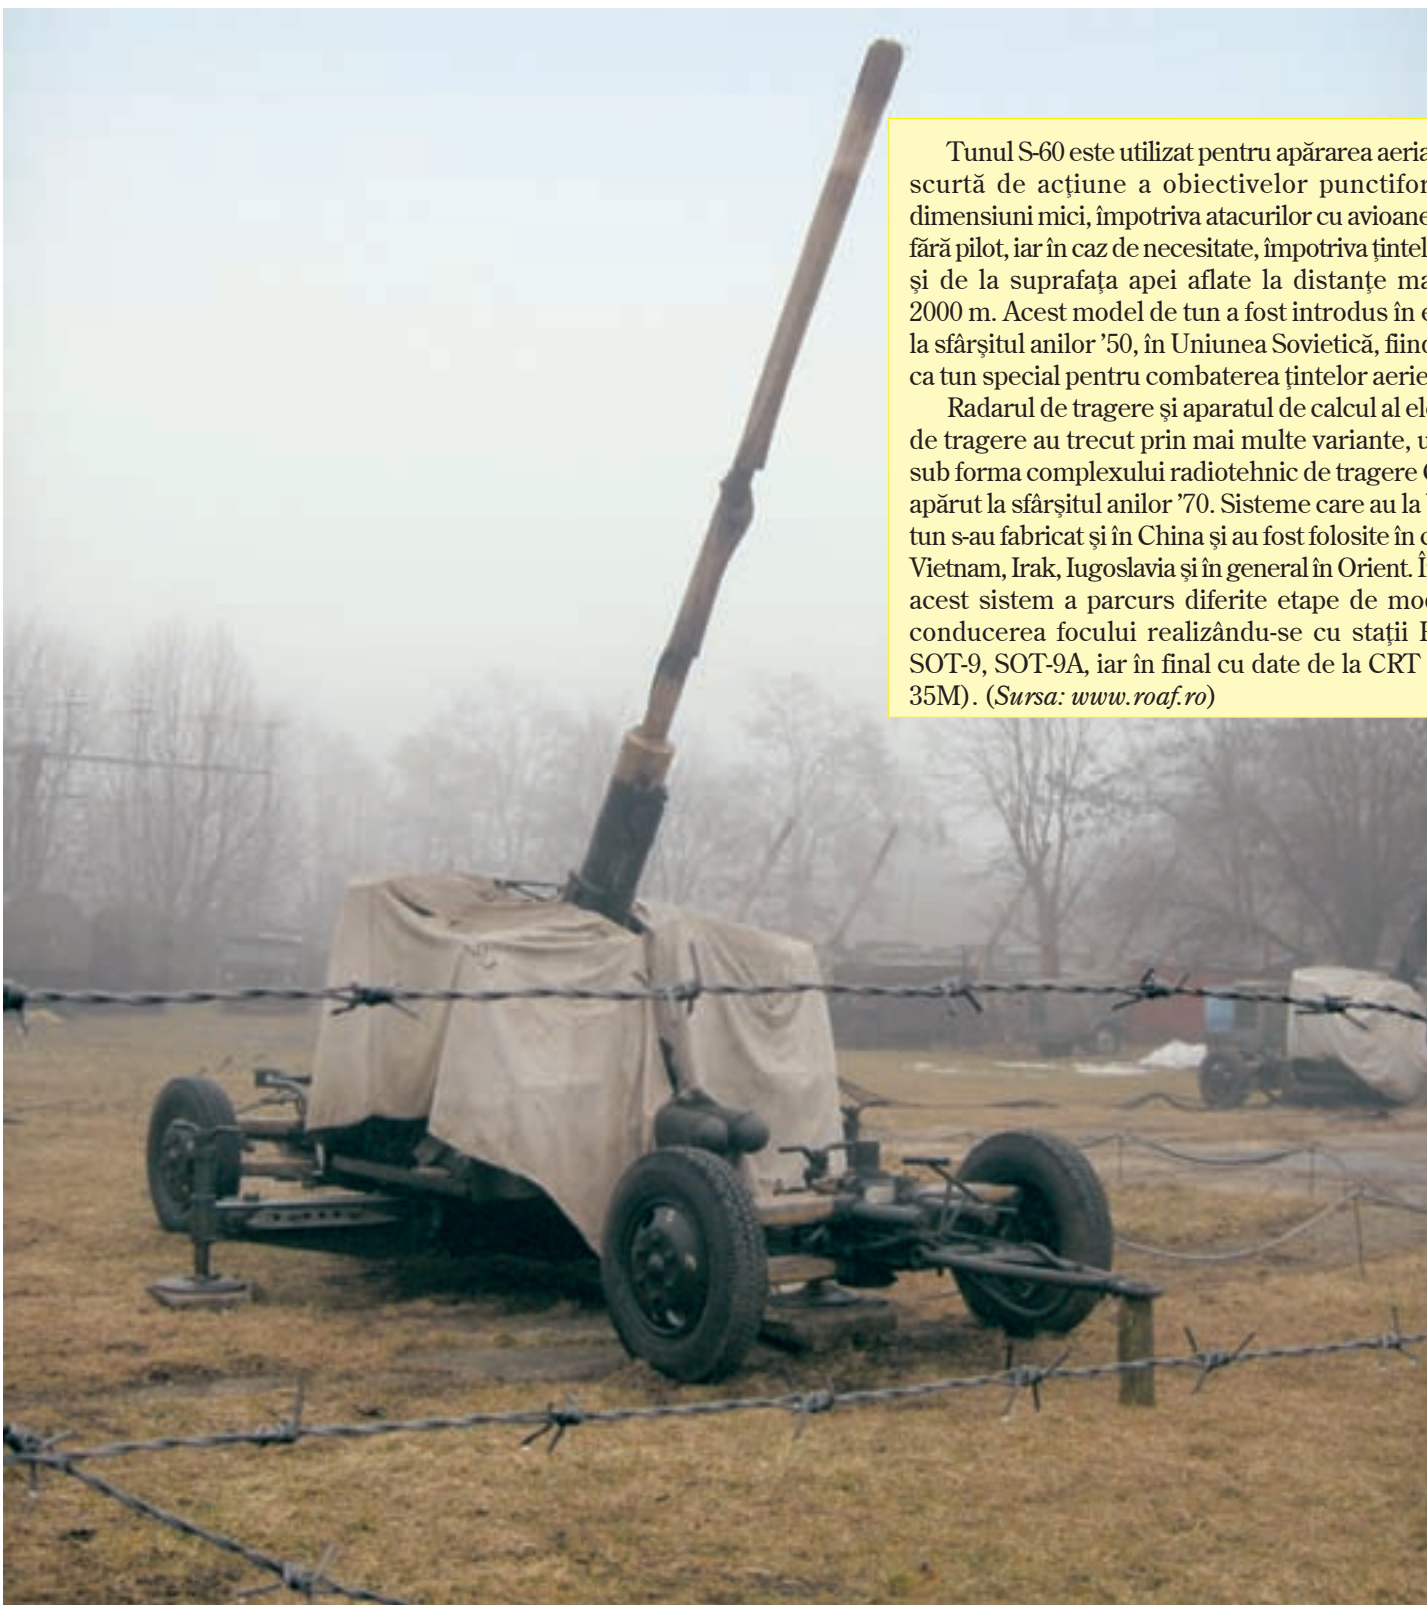 Tunul S-60 este utilizat pentru apărarea
scurtă de acțiune a obiectivelor
dimensiuni mici, împotriva atacurilor cu avioane
fără pilot, iar în caz de necesitate, împotriva
și de la suprafața apei aflate la distanțe
2000 m. Acest model de tun a fost introdus în
la sfârșitul anilor ’50, în Uniunea Sovietică,
ca tun special pentru combaterea țintelor
Radarul de tragere și aparatul de calcul al
de tragere au trecut prin mai multe variante,
sub forma complexului radiotehnic de tragere
apărut la sfârșitul anilor ’70. Sisteme care au la
tun s-au fabricat și în China și au fost folosite în
Vietnam, Irak, Iugoslavia și în general în Orient.
acest sistem a parcurs diferite etape de
conducerea focului realizându-se cu stații
SOT-9, SOT-9A, iar în final cu date de la CRT
35M). (Sursa: www.roaf.ro)